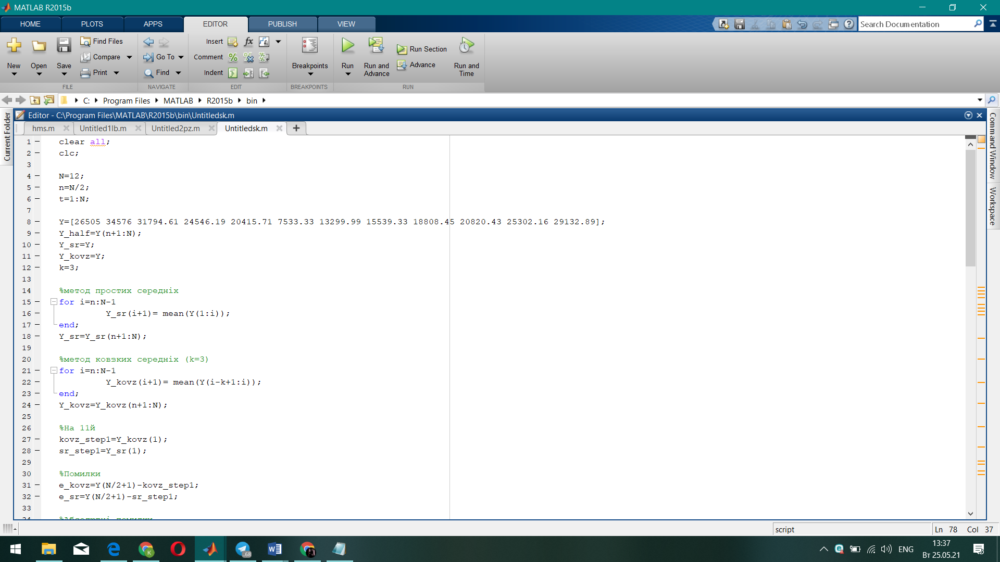 MATLAB R2015b
HOME PLOTS APPS EDITOR PUBLISH VIEW
Search Documentation
New Open Save Find Files Compare Print
FILE
Go To Find
NAVIGATE
Insert fx
Comment
Indent
EDIT
Breakpoints
BREAKPOINTS
Run Run and Advance Run Section Advance Run and Time
RUN
C: Program Files MATLAB R2015b bin
Current Folder
Editor - C:\Program Files\MATLAB\R2015b\bin\Untitledsk.m
hms.m Untitled1lb.m Untitled2pz.m Untitledsk.m
Command Window
Workspace
1 clear all;
2 clc;
3
4 N=12;
5 n=N/2;
6 t=1:N;
7
8 Y=[26505 34576 31794.61 24546.19 20415.71 7533.33 13299.99 15539.33 18808.45 20820.43 25302.16 29132.89];
9 Y_half=Y(n+1:N);
10 Y_sr=Y;
11 Y_kovz=Y;
12 k=3;
13
14 %метод простих середніх
15 for i=n:N-1
16 Y_sr(i+1)= mean(Y(1:i));
17 end;
18 Y_sr=Y_sr(n+1:N);
19
20 %метод ковзких середніх (k=3)
21 for i=n:N-1
22 Y_kovz(i+1)= mean(Y(i-k+1:i));
23 end;
24 Y_kovz=Y_kovz(n+1:N);
25
26 %На 11й
27 kovz_step1=Y_kovz(1);
28 sr_step1=Y_sr(1);
29
30 %Помилки
31 e_kovz=Y(N/2+1)-kovz_step1;
32 e_sr=Y(N/2+1)-sr_step1;
33
34 %Абсолютні помилки
script
Ln 78 Col 37
68
ENG
13:37
Вт 25.05.21